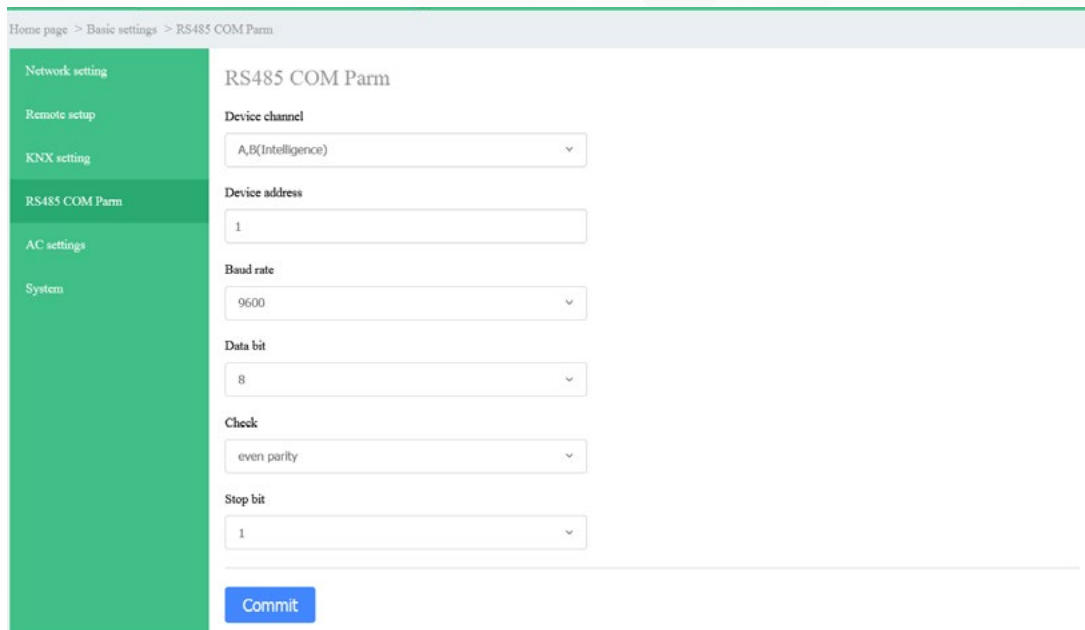 Home page > Basic settings > RS485 COM Parm
Network setting
Remote setup
KNX setting
RS485 COM Parm
AC settings
System
RS485 COM Parm
Device channel
A,B(Intelligence)
Device address
1
Baud rate
9600
Data bit
8
Check
even parity
Stop bit
1
Commit